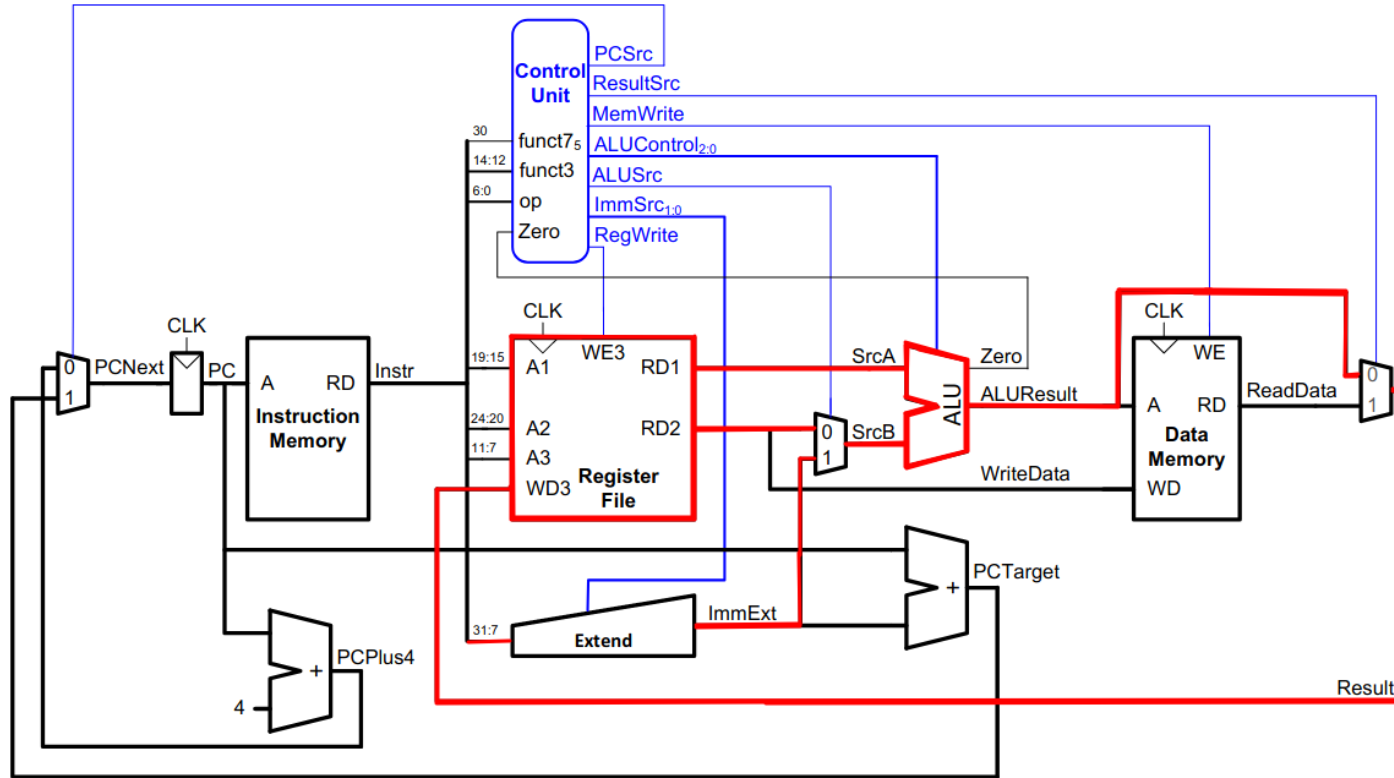 PCSrc
Control
Unit
ResultSrc
MemWrite
30
funct7₅
ALUControl₂:₀
14:12
funct3
ALUSrc
6:0
op
ImmSrc₁:₀
Zero
RegWrite
CLK
CLK
CLK
0
PCNext
PC
A
RD
Instr
19:15
A1
WE3
RD1
SrcA
Zero
WE
0
1
Instruction
Memory
ALU
ALUResult
A
RD
ReadData
1
24:20
A2
RD2
0
SrcB
Data
Memory
11:7
A3
1
Register
File
WD3
WriteData
WD
PCTarget
+
ImmExt
31:7
Extend
PCPlus4
+
4
Result